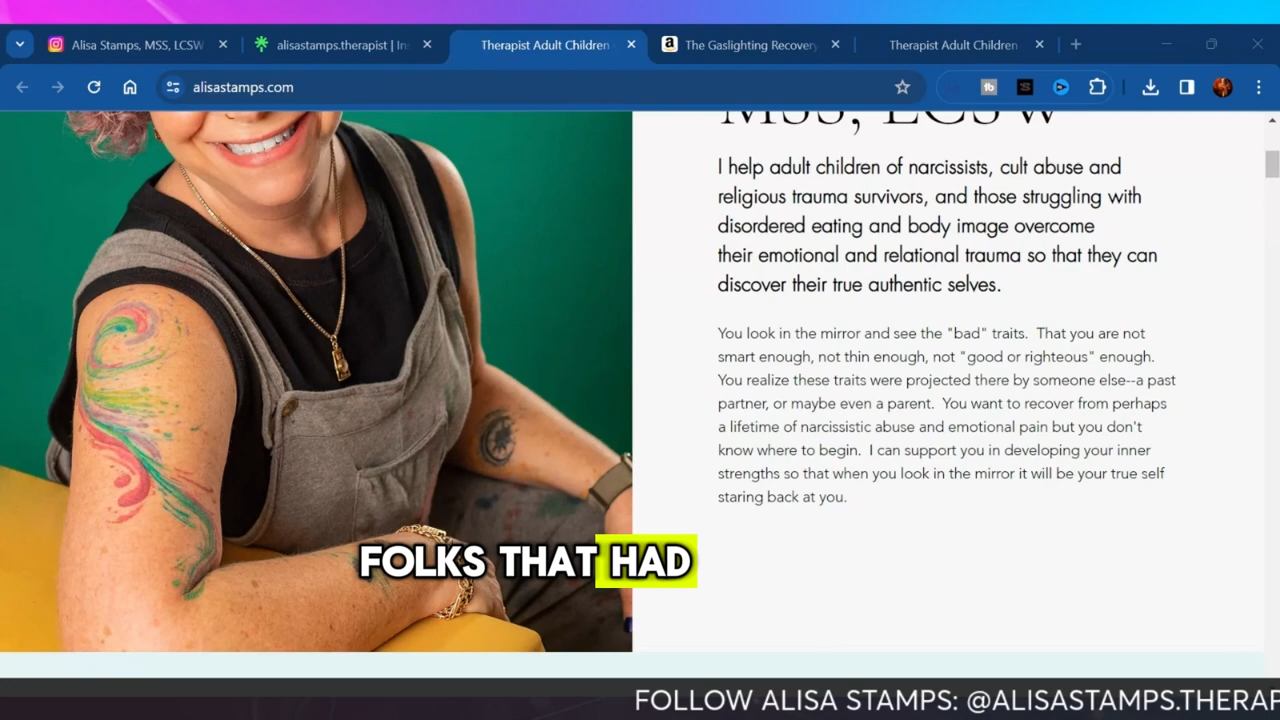 Alisa Stamps, MSS, LCSW
alisastamps.therapist | In
Therapist Adult Children
The Gaslighting Recovery
Therapist Adult Children
alisastamps.com
MSS, LCSW
I help adult children of narcissists, cult abuse and
religious trauma survivors, and those struggling with
disordered eating and body image overcome
their emotional and relational trauma so that they can
discover their true authentic selves.
You look in the mirror and see the "bad" traits. That you are not
smart enough, not thin enough, not "good or righteous" enough.
You realize these traits were projected there by someone else--a past
partner, or maybe even a parent. You want to recover from perhaps
a lifetime of narcissistic abuse and emotional pain but you don't
know where to begin. I can support you in developing your inner
strengths so that when you look in the mirror it will be your true self
staring back at you.
FOLKS THAT HAD
FOLLOW ALISA STAMPS: @ALISASTAMPS.THERAP